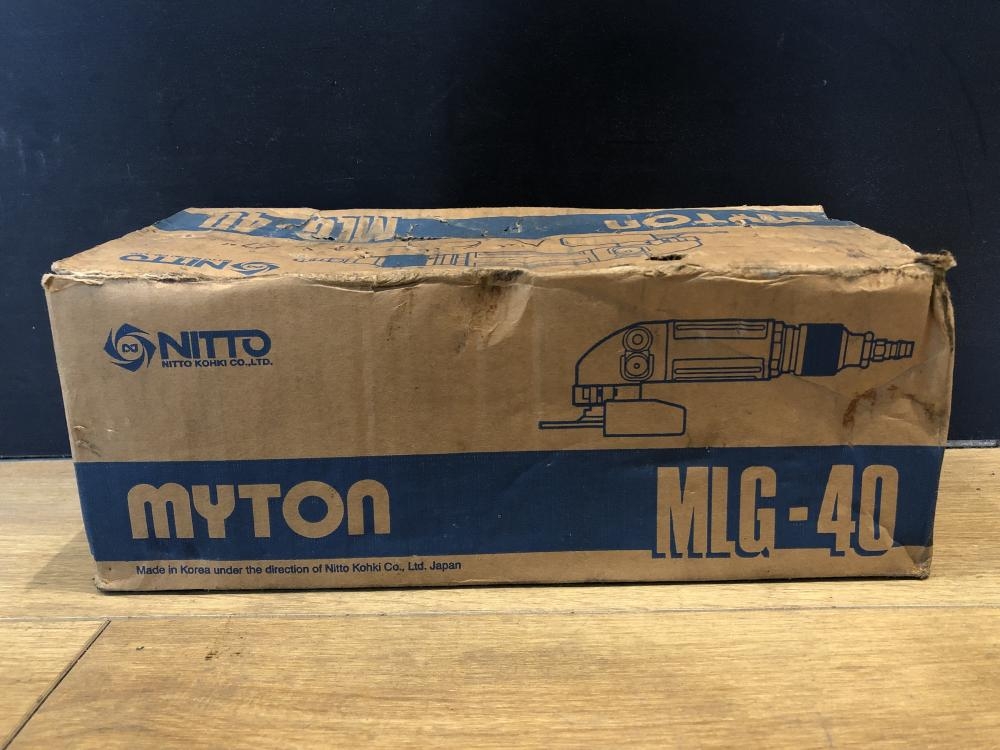 MLG-40
MYTON
NITTO
NITTO
NITTO KOHKI CO.,LTD.
MYTON
MLG-40
Made in Korea under the direction of Nitto Kohki Co., Ltd. Japan